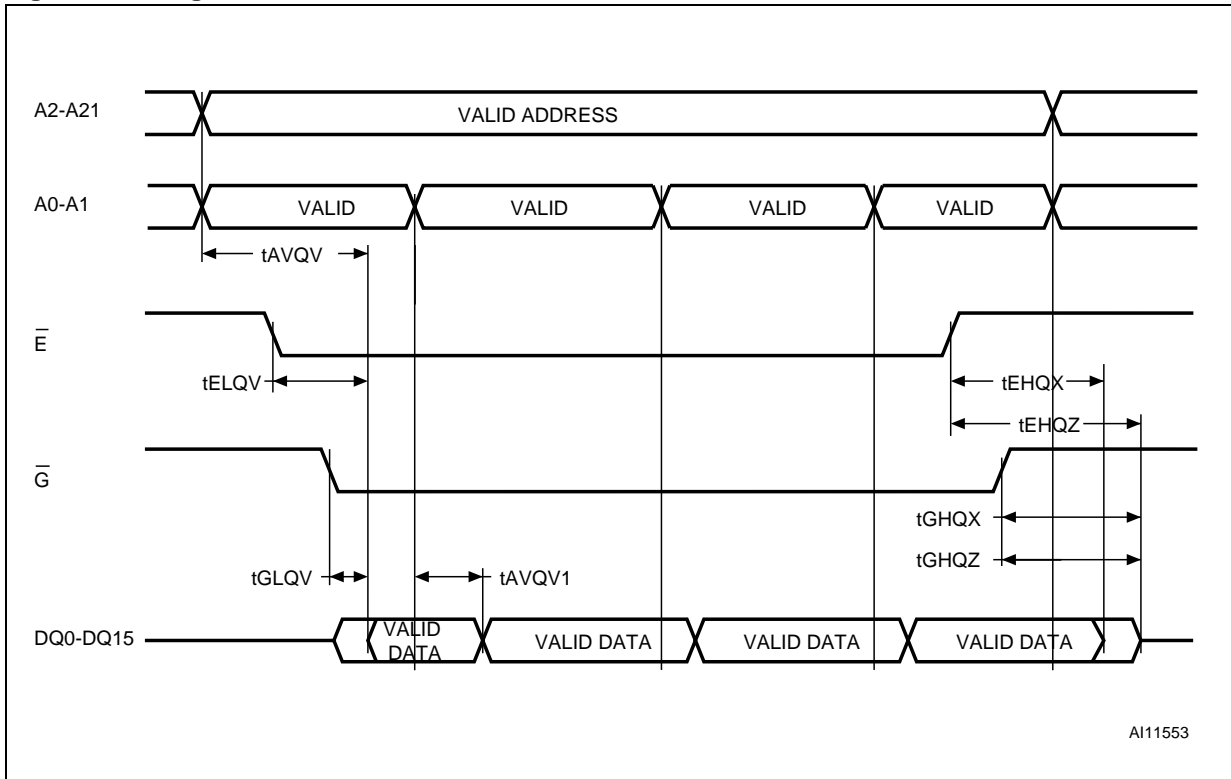 A2-A21
VALID ADDRESS
A0-A1
VALID
VALID
VALID
VALID
tAVQV
E
tELQV
tEHQX
tEHQZ
G
tGHQX
tGHQZ
tGLQV
tAVQV1
DQ0-DQ15
VALID
DATA
VALID DATA
VALID DATA
VALID DATA
AI11553